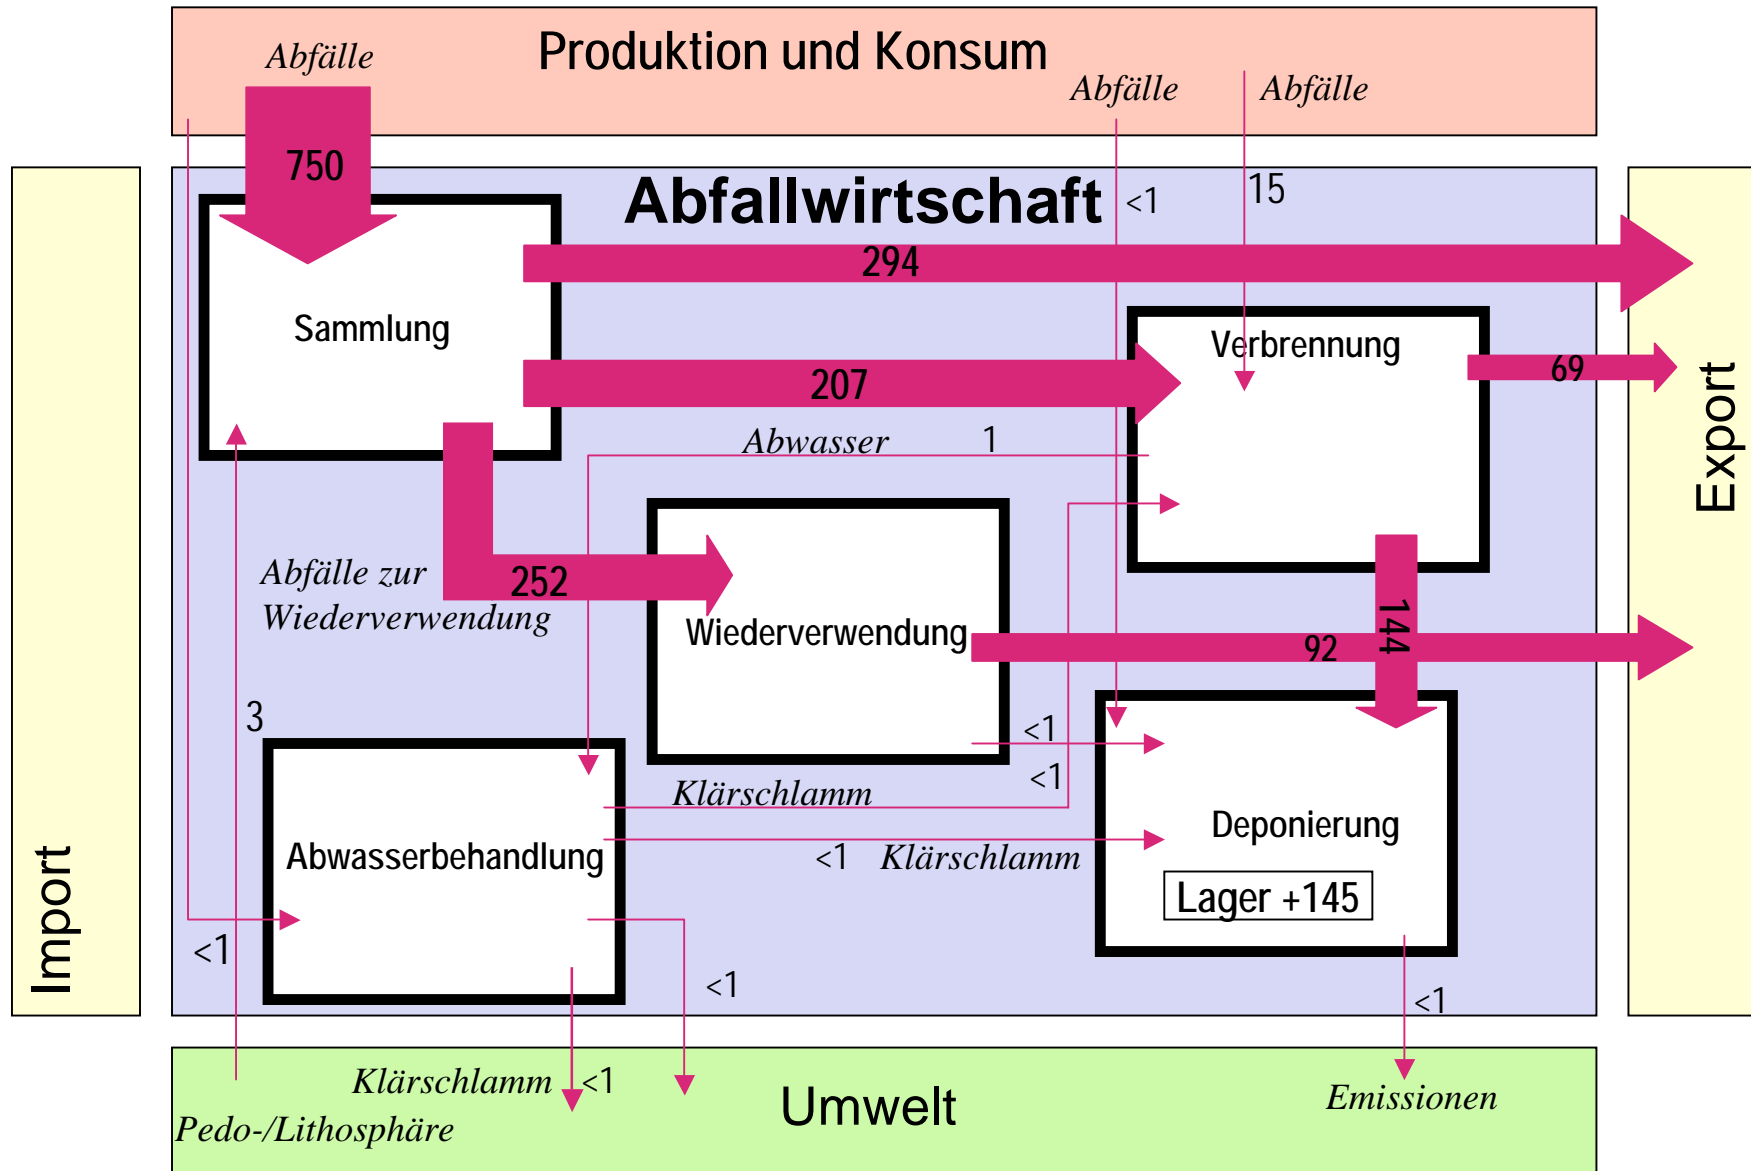 Produktion und Konsum
Abfälle
Abfälle
Abfälle
750
Abfallwirtschaft
<1
15
294
Sammlung
Verbrennung
207
69
Abwasser
1
Export
Abfälle zur
Wiederverwendung
252
Wiederverwendung
144
92
3
<1
<1
Klärschlamm
Deponierung
Abwasserbehandlung
<1
Klärschlamm
Lager +145
Import
<1
<1
<1
Klärschlamm
<1
Umwelt
Emissionen
Pedo-/Lithosphäre